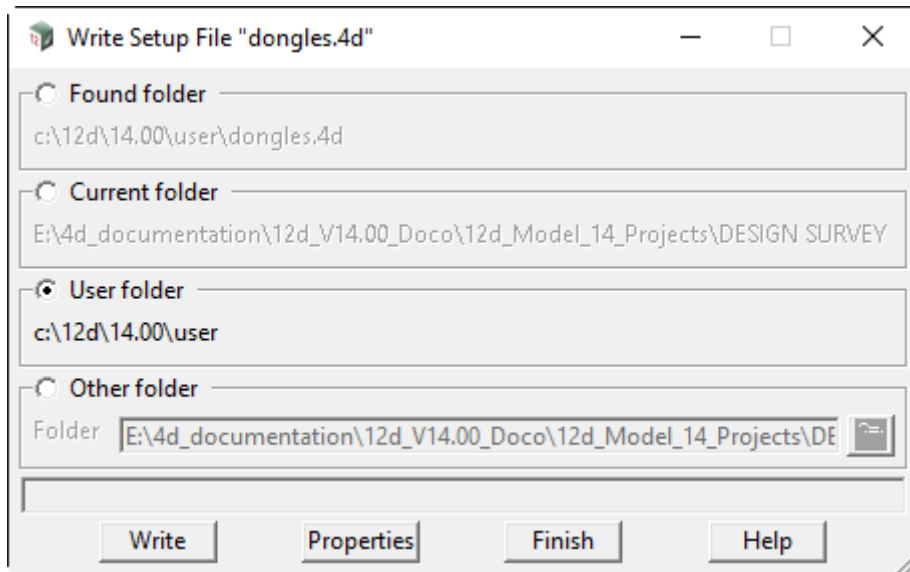 Write Setup File "dongles.4d"
Found folder
c:\12d\14.00\user\dongles.4d
Current folder
E:\4d_documentation\12d_V14.00_Doco\12d_Model_14_Projects\DESIGN SURVEY
User folder
c:\12d\14.00\user
Other folder
Folder E:\4d_documentation\12d_V14.00_Doco\12d_Model_14_Projects\DE
Write Properties Finish Help